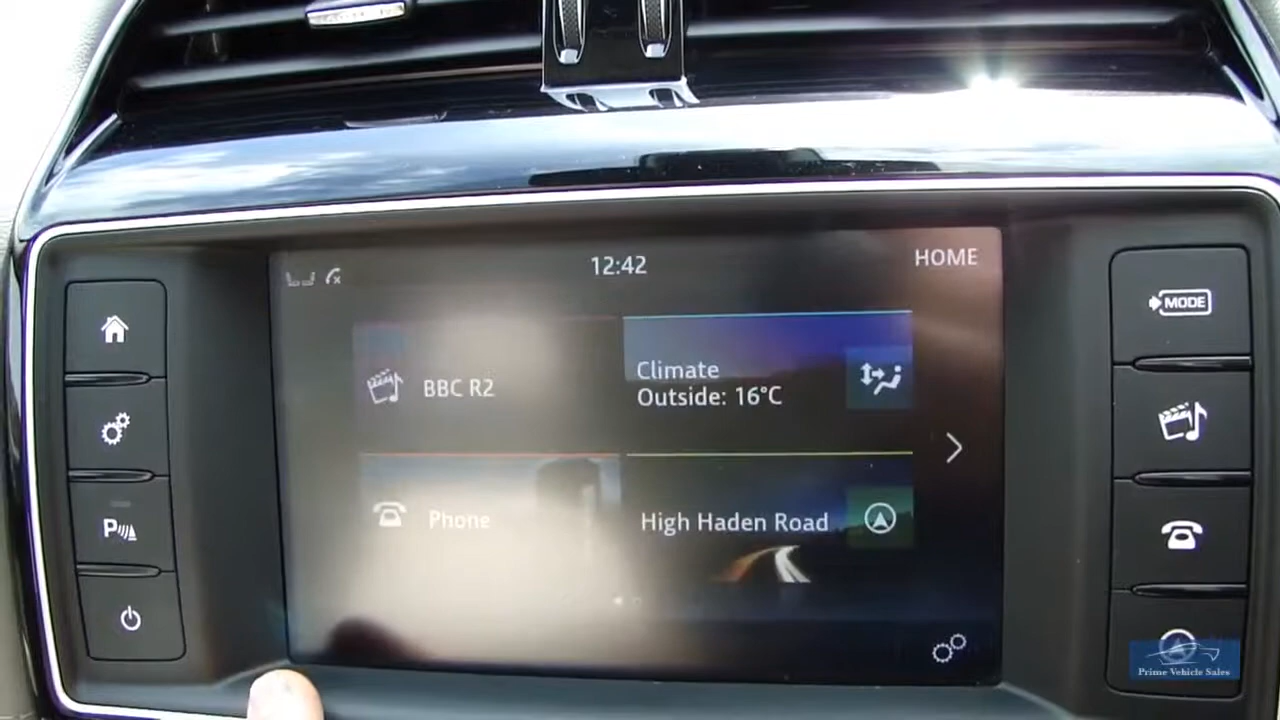 12:42
HOME
MODE
BBC R2
Climate
Outside: 16°C
Phone
High Haden Road
P
Prime Vehicle Sales